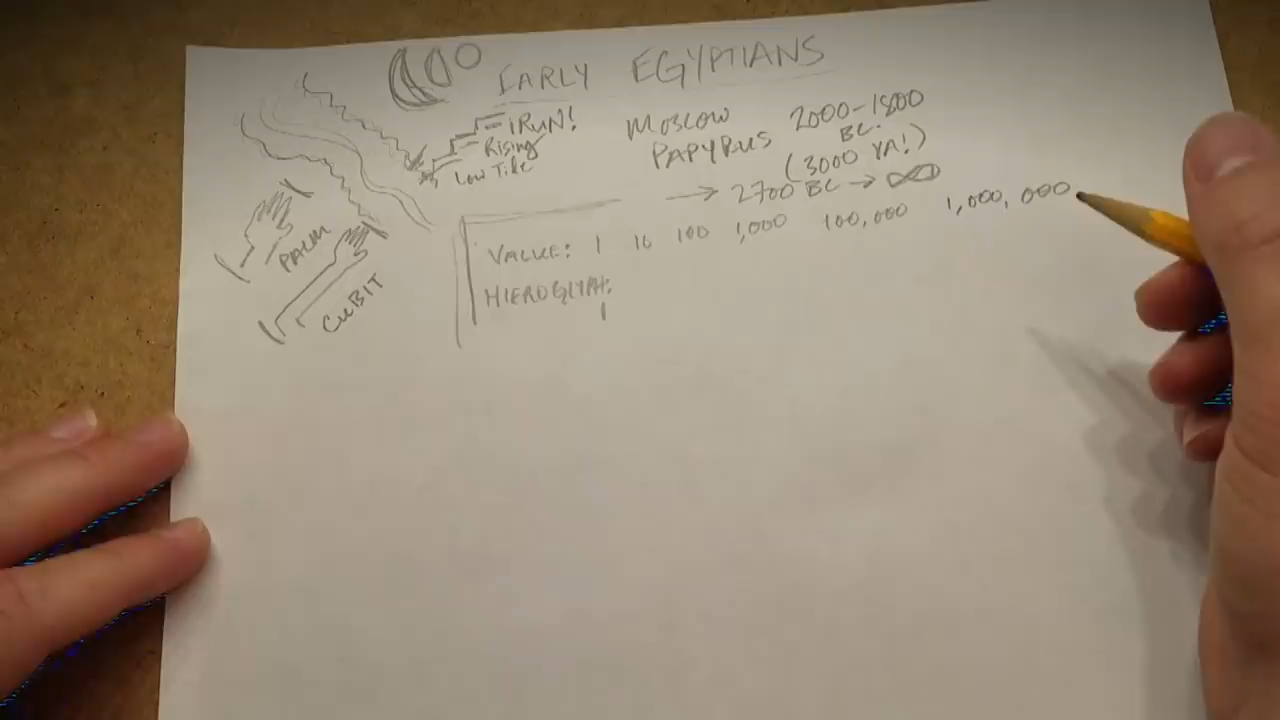 EARLY EGYPTIANS
iRUN!
Rising
Low Tide
MOSCOW
PAPYRUS
2000-1800
BC.
(3000 YA!)
→ 2700 BC → ∞
PALM
CUBIT
VALUE: 1 10 100 1,000 100,000 1,000,000
HIEROGLYPH:
I